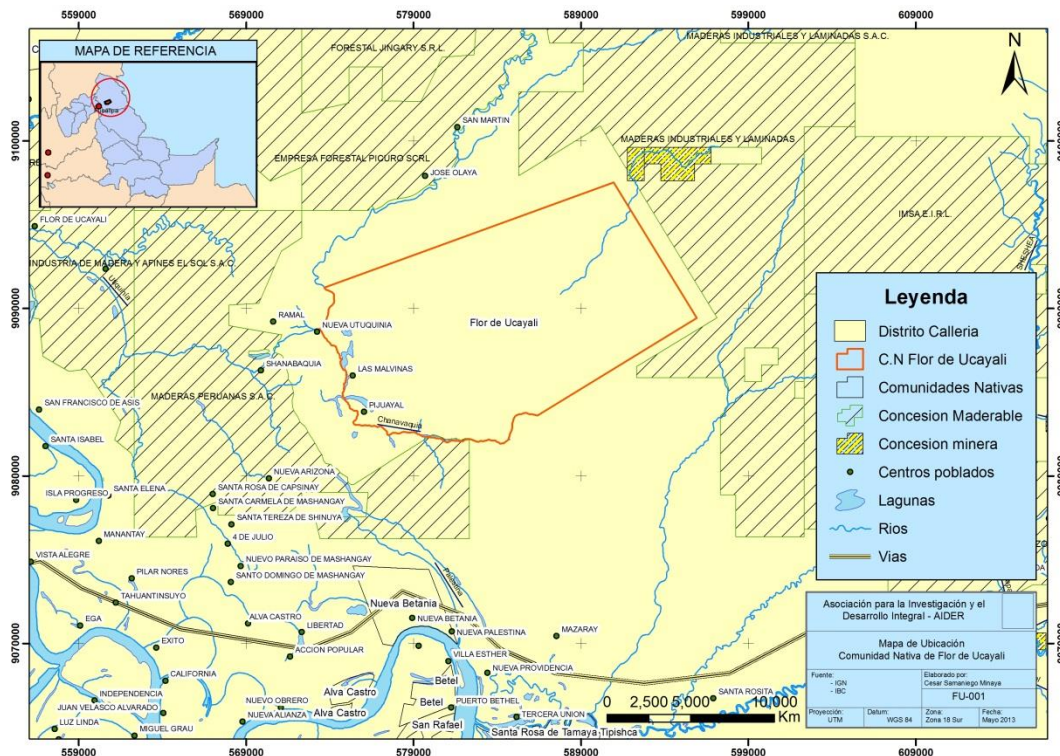 559000 569000 579000 589000 599000 609000
MAPA DE REFERENCIA
FORESTAL JINGARY S.R.L.
MADERAS INDUSTRIALES Y LAMINADAS S.A.C.
N
SAN MARTIN
9100000
9100000
MADERAS INDUSTRIALES Y LAMINADAS
EMPRESA FORESTAL PICURO SCRL
JOSE OLAYA
IMSA E.I.R.L.
FLOR DE UCAYALI
SHESHEA
INDUSTRIA DE MADERA Y AFINES EL SOL S.A.C.
Utuquinia
9090000
RAMAL
NUEVA UTUQUINIA
Flor de Ucayali
SHANABAQUIA
LAS MALVINAS
MADERAS PERUANAS S.A.C.
PIJUAYAL
Chanavaquia
SAN FRANCISCO DE ASIS
SANTA ISABEL
9080000
NUEVA ARIZONA
ISLA PROGRESO
SANTA ELENA
SANTA ROSA DE CAPSINAY
SANTA CARMELA DE MASHANGAY
SANTA TEREZA DE SHINUYA
MANANTAY
4 DE JULIO
VISTA ALEGRE
NUEVO PARAISO DE MASHANGAY
PILAR NORES
SANTO DOMINGO DE MASHANGAY
TAHUANTINSUYO
Nueva Betania
EGA
ALVA CASTRO
LIBERTAD
NUEVA BETANIA
NUEVA PALESTINA
MAZARAY
9070000
EXITO
ACCION POPULAR
VILLA ESTHER
NUEVA PROVIDENCIA
CALIFORNIA
Betel
INDEPENDENCIA
Alva Castro
SANTA ROSITA
JUAN VELASCO ALVARADO
NUEVO OBRERO
Betel
PUERTO BETHEL
LUZ LINDA
NUEVA ALIANZA
Alva Castro
TERCERA UNION
MIGUEL GRAU
San Rafael
Santa Rosa de Tamaya Tipishca
0 2,500 5,000 10,000
Km
Leyenda
Distrito Calleria
C.N Flor de Ucayali
Comunidades Nativas
Concesion Maderable
Concesion minera
Centros poblados
Lagunas
Rios
Vias
Asociación para la Investigación y el
Desarrollo Integral - AIDER
Mapa de Ubicación
Comunidad Nativa de Flor de Ucayali
Fuente:
- IGN
- IBC
Elaborado por:
Cesar Samaniego Minaya
FU-001
Proyección:
UTM
Datum:
WGS 84
Zona:
Zona 18 Sur
Fecha:
Mayo 2013
559000 569000 579000 589000 599000 609000